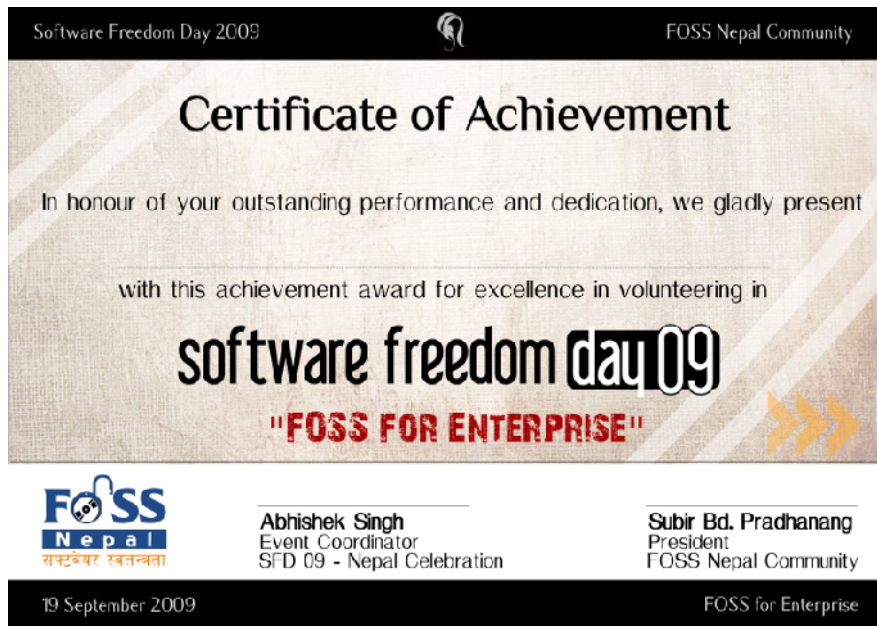 Software Freedom Day 2009
FOSS Nepal Community
Certificate of Achievement
In honour of your outstanding performance and dedication, we gladly present
with this achievement award for excellence in volunteering in
software freedom day 09
"FOSS FOR ENTERPRISE"
FOSS
Nepal
सफ्टबेयर स्वतन्त्रता
Abhishek Singh
Event Coordinator
SFD 09 - Nepal Celebration
Subir Bd. Pradhanang
President
FOSS Nepal Community
19 September 2009
FOSS for Enterprise